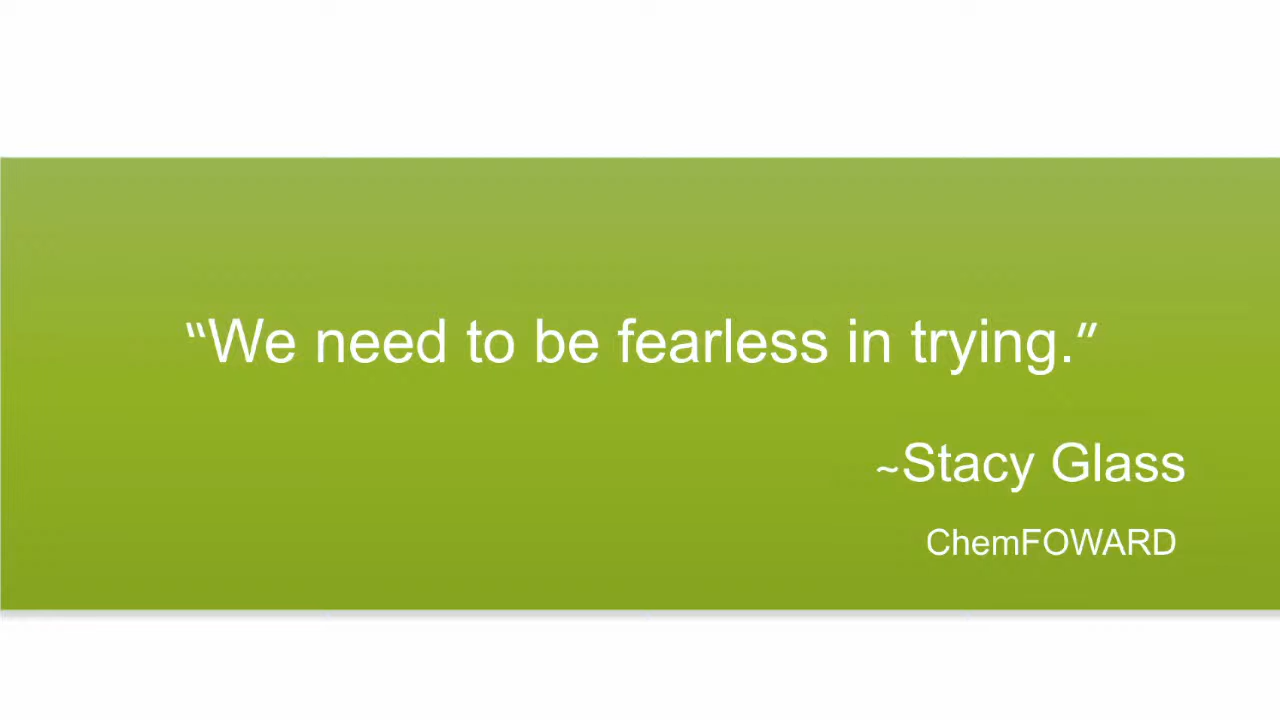 “We need to be fearless in trying.”
~Stacy Glass
ChemFOWARD